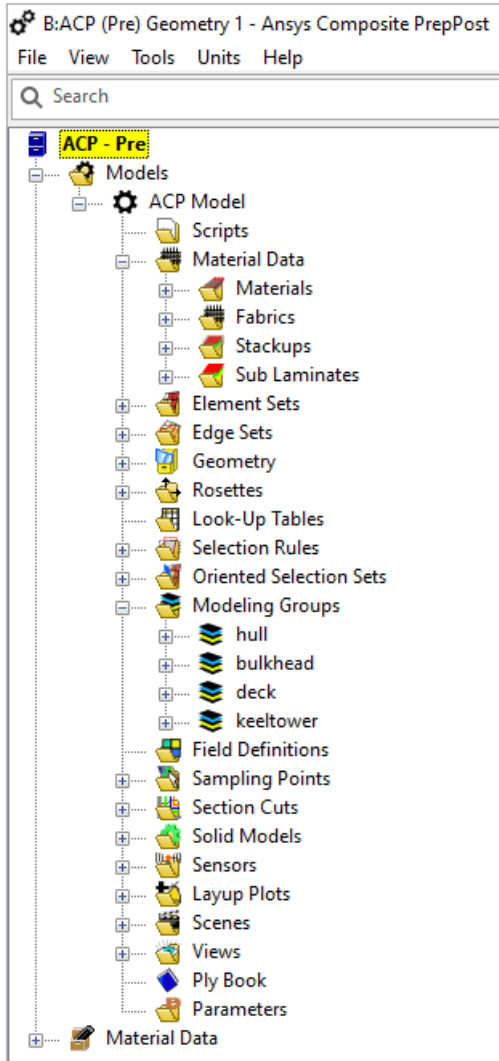 B:ACP (Pre) Geometry 1 - Ansys Composite PrepPost
File View Tools Units Help
Search
ACP - Pre
Models
ACP Model
Scripts
Material Data
Materials
Fabrics
Stackups
Sub Laminates
Element Sets
Edge Sets
Geometry
Rosettes
Look-Up Tables
Selection Rules
Oriented Selection Sets
Modeling Groups
hull
bulkhead
deck
keeltower
Field Definitions
Sampling Points
Section Cuts
Solid Models
Sensors
Layup Plots
Scenes
Views
Ply Book
Parameters
Material Data